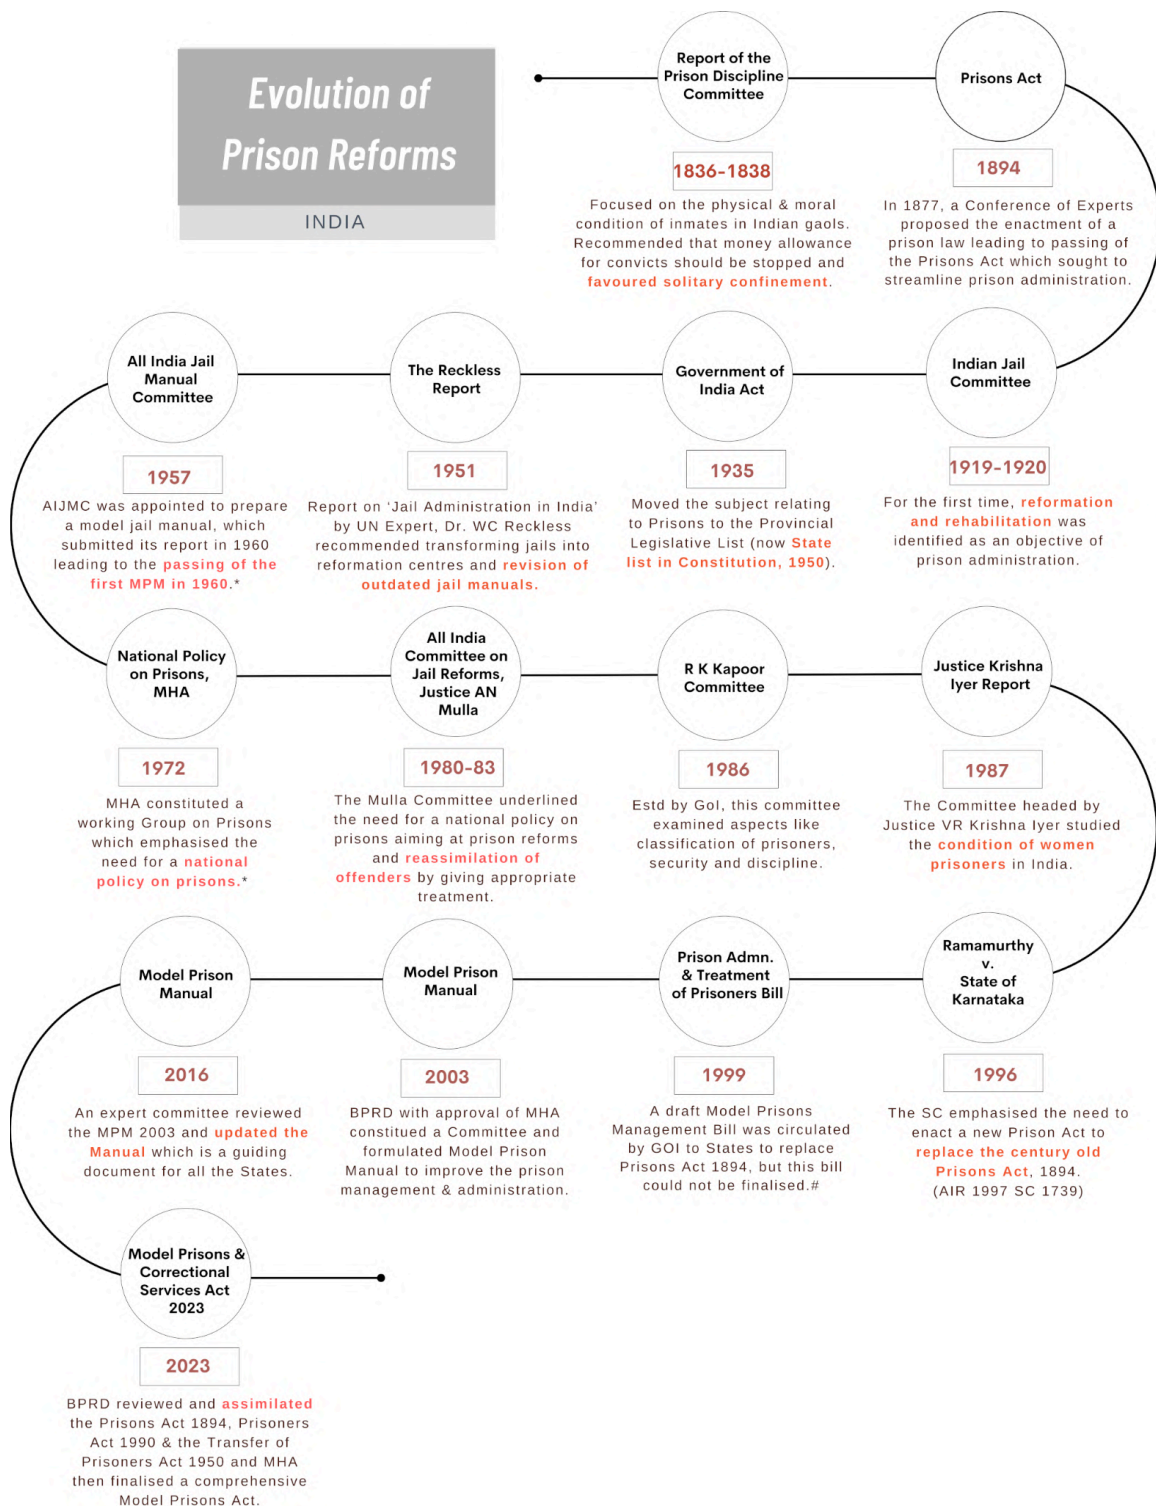 Evolution of
Prison Reforms
INDIA
Report of the
Prison Discipline
Committee
1836-1838
Focused on the physical & moral
condition of inmates in Indian gaols.
Recommended that money allowance
for convicts should be stopped and
favoured solitary confinement.
Prisons Act
1894
In 1877, a Conference of Experts
proposed the enactment of a
prison law leading to passing of
the Prisons Act which sought to
streamline prison administration.
Indian Jail
Committee
1919-1920
For the first time, reformation
and rehabilitation was
identified as an objective of
prison administration.
Government of
India Act
1935
Moved the subject relating
to Prisons to the Provincial
Legislative List (now State
list in Constitution, 1950).
The Reckless
Report
1951
Report on ‘Jail Administration in India’
by UN Expert, Dr. WC Reckless
recommended transforming jails into
reformation centres and revision of
outdated jail manuals.
All India Jail
Manual
Committee
1957
AIJMC was appointed to prepare
a model jail manual, which
submitted its report in 1960
leading to the passing of the
first MPM in 1960.*
National Policy
on Prisons,
MHA
1972
MHA constituted a
working Group on Prisons
which emphasised the
need for a national
policy on prisons.*
All India
Committee on
Jail Reforms,
Justice AN
Mulla
1980-83
The Mulla Committee underlined
the need for a national policy on
prisons aiming at prison reforms
and reassimilation of
offenders by giving appropriate
treatment.
R K Kapoor
Committee
1986
Estd by GoI, this committee
examined aspects like
classification of prisoners,
security and discipline.
Justice Krishna
Iyer Report
1987
The Committee headed by
Justice VR Krishna Iyer studied
the condition of women
prisoners in India.
Ramamurthy
v.
State of
Karnataka
1996
The SC emphasised the need to
enact a new Prison Act to
replace the century old
Prisons Act, 1894.
(AIR 1997 SC 1739)
Prison Admn.
& Treatment
of Prisoners Bill
1999
A draft Model Prisons
Management Bill was circulated
by GOI to States to replace
Prisons Act 1894, but this bill
could not be finalised.#
Model Prison
Manual
2003
BPRD with approval of MHA
constitued a Committee and
formulated Model Prison
Manual to improve the prison
management & administration.
Model Prison
Manual
2016
An expert committee reviewed
the MPM 2003 and updated the
Manual which is a guiding
document for all the States.
Model Prisons &
Correctional
Services Act
2023
2023
BPRD reviewed and assimilated
the Prisons Act 1894, Prisoners
Act 1990 & the Transfer of
Prisoners Act 1950 and MHA
then finalised a comprehensive
Model Prisons Act.